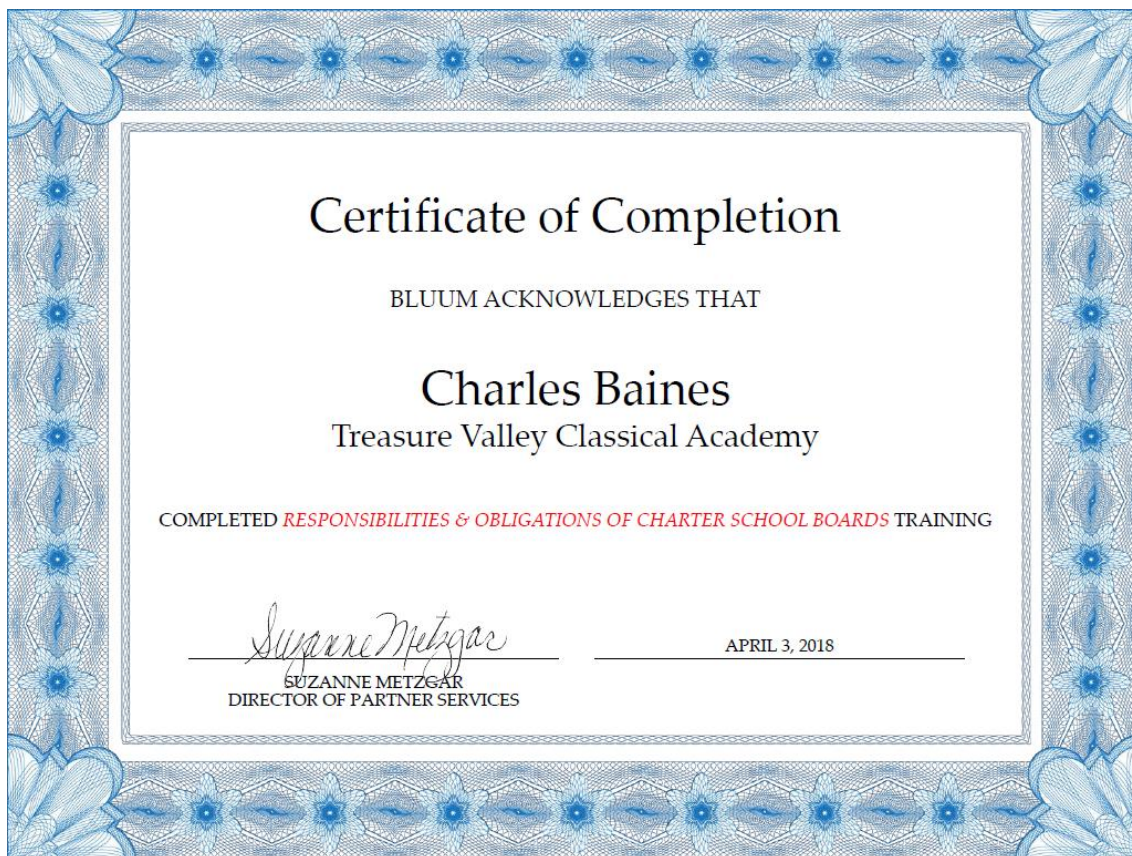 Certificate of Completion
BLUUM ACKNOWLEDGES THAT
Charles Baines
Treasure Valley Classical Academy
COMPLETED RESPONSIBILITIES & OBLIGATIONS OF CHARTER SCHOOL BOARDS TRAINING
Suzanne Metzgar
APRIL 3, 2018
SUZANNE METZGAR
DIRECTOR OF PARTNER SERVICES